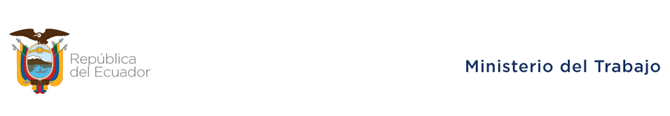 República
del Ecuador
Ministerio del Trabajo